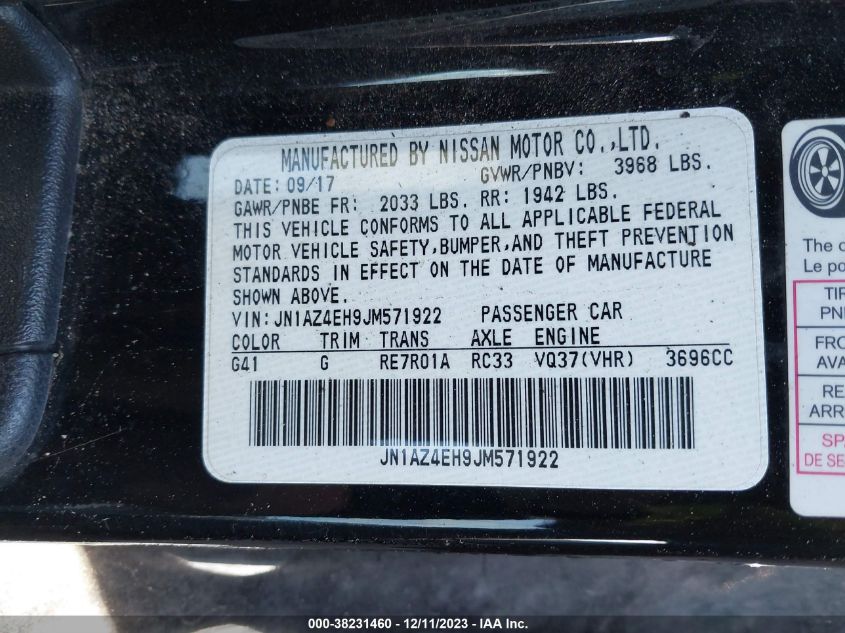 MANUFACTURED BY NISSAN MOTOR CO.,LTD.
DATE: 09/17 GVWR/PNBV: 3968 LBS.
GAWR/PNBE FR: 2033 LBS. RR: 1942 LBS.
THIS VEHICLE CONFORMS TO ALL APPLICABLE FEDERAL
MOTOR VEHICLE SAFETY,BUMPER,AND THEFT PREVENTION
STANDARDS IN EFFECT ON THE DATE OF MANUFACTURE
SHOWN ABOVE.
VIN: JN1AZ4EH9JM571922 PASSENGER CAR
COLOR TRIM TRANS AXLE ENGINE
G41 G RE7R01A RC33 VQ37(VHR) 3696CC
JN1AZ4EH9JM571922
The
Le
DE
000-38231460 - 12/11/2023 - IAA Inc.